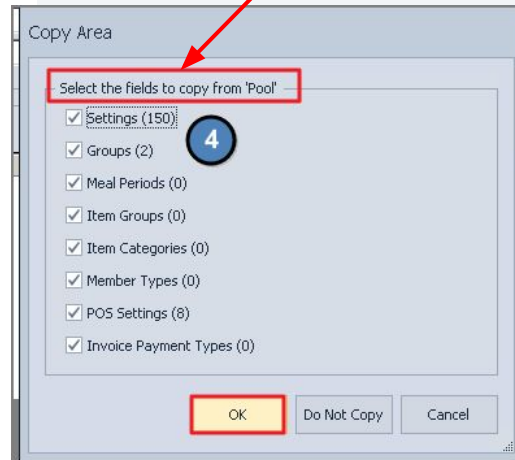 Copy Area
Select the fields to copy from 'Pool'
Settings (150)
4
Groups (2)
Meal Periods (0)
Item Groups (0)
Item Categories (0)
Member Types (0)
POS Settings (8)
Invoice Payment Types (0)
OK Do Not Copy Cancel